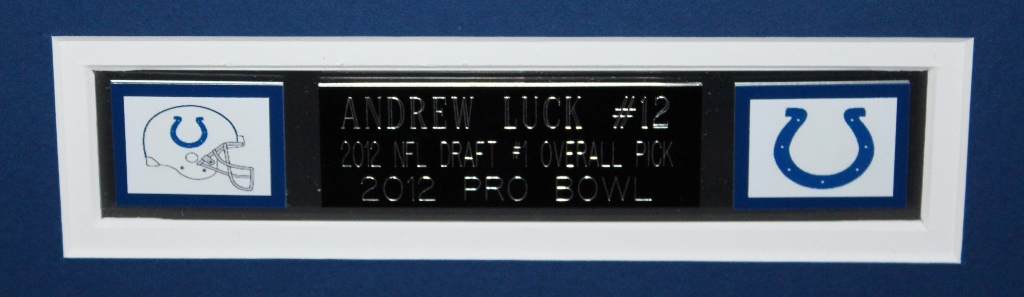 ANDREW LUCK #12
2012 NFL DRAFT #1 OVERALL PICK
2012 PRO BOWL